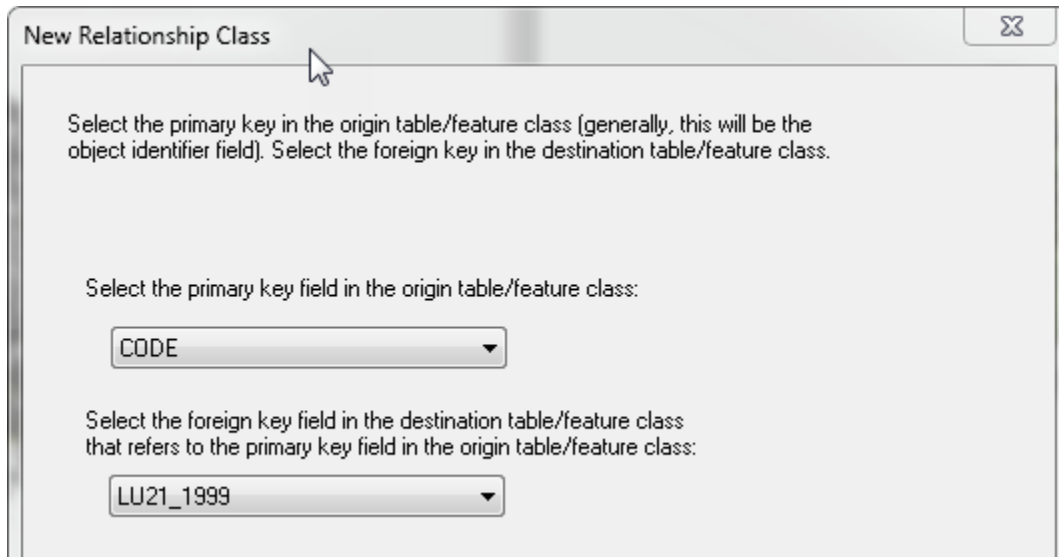 New Relationship Class
Select the primary key in the origin table/feature class (generally, this will be the
object identifier field). Select the foreign key in the destination table/feature class.
Select the primary key field in the origin table/feature class:
CODE
Select the foreign key field in the destination table/feature class
that refers to the primary key field in the origin table/feature class:
LU21_1999